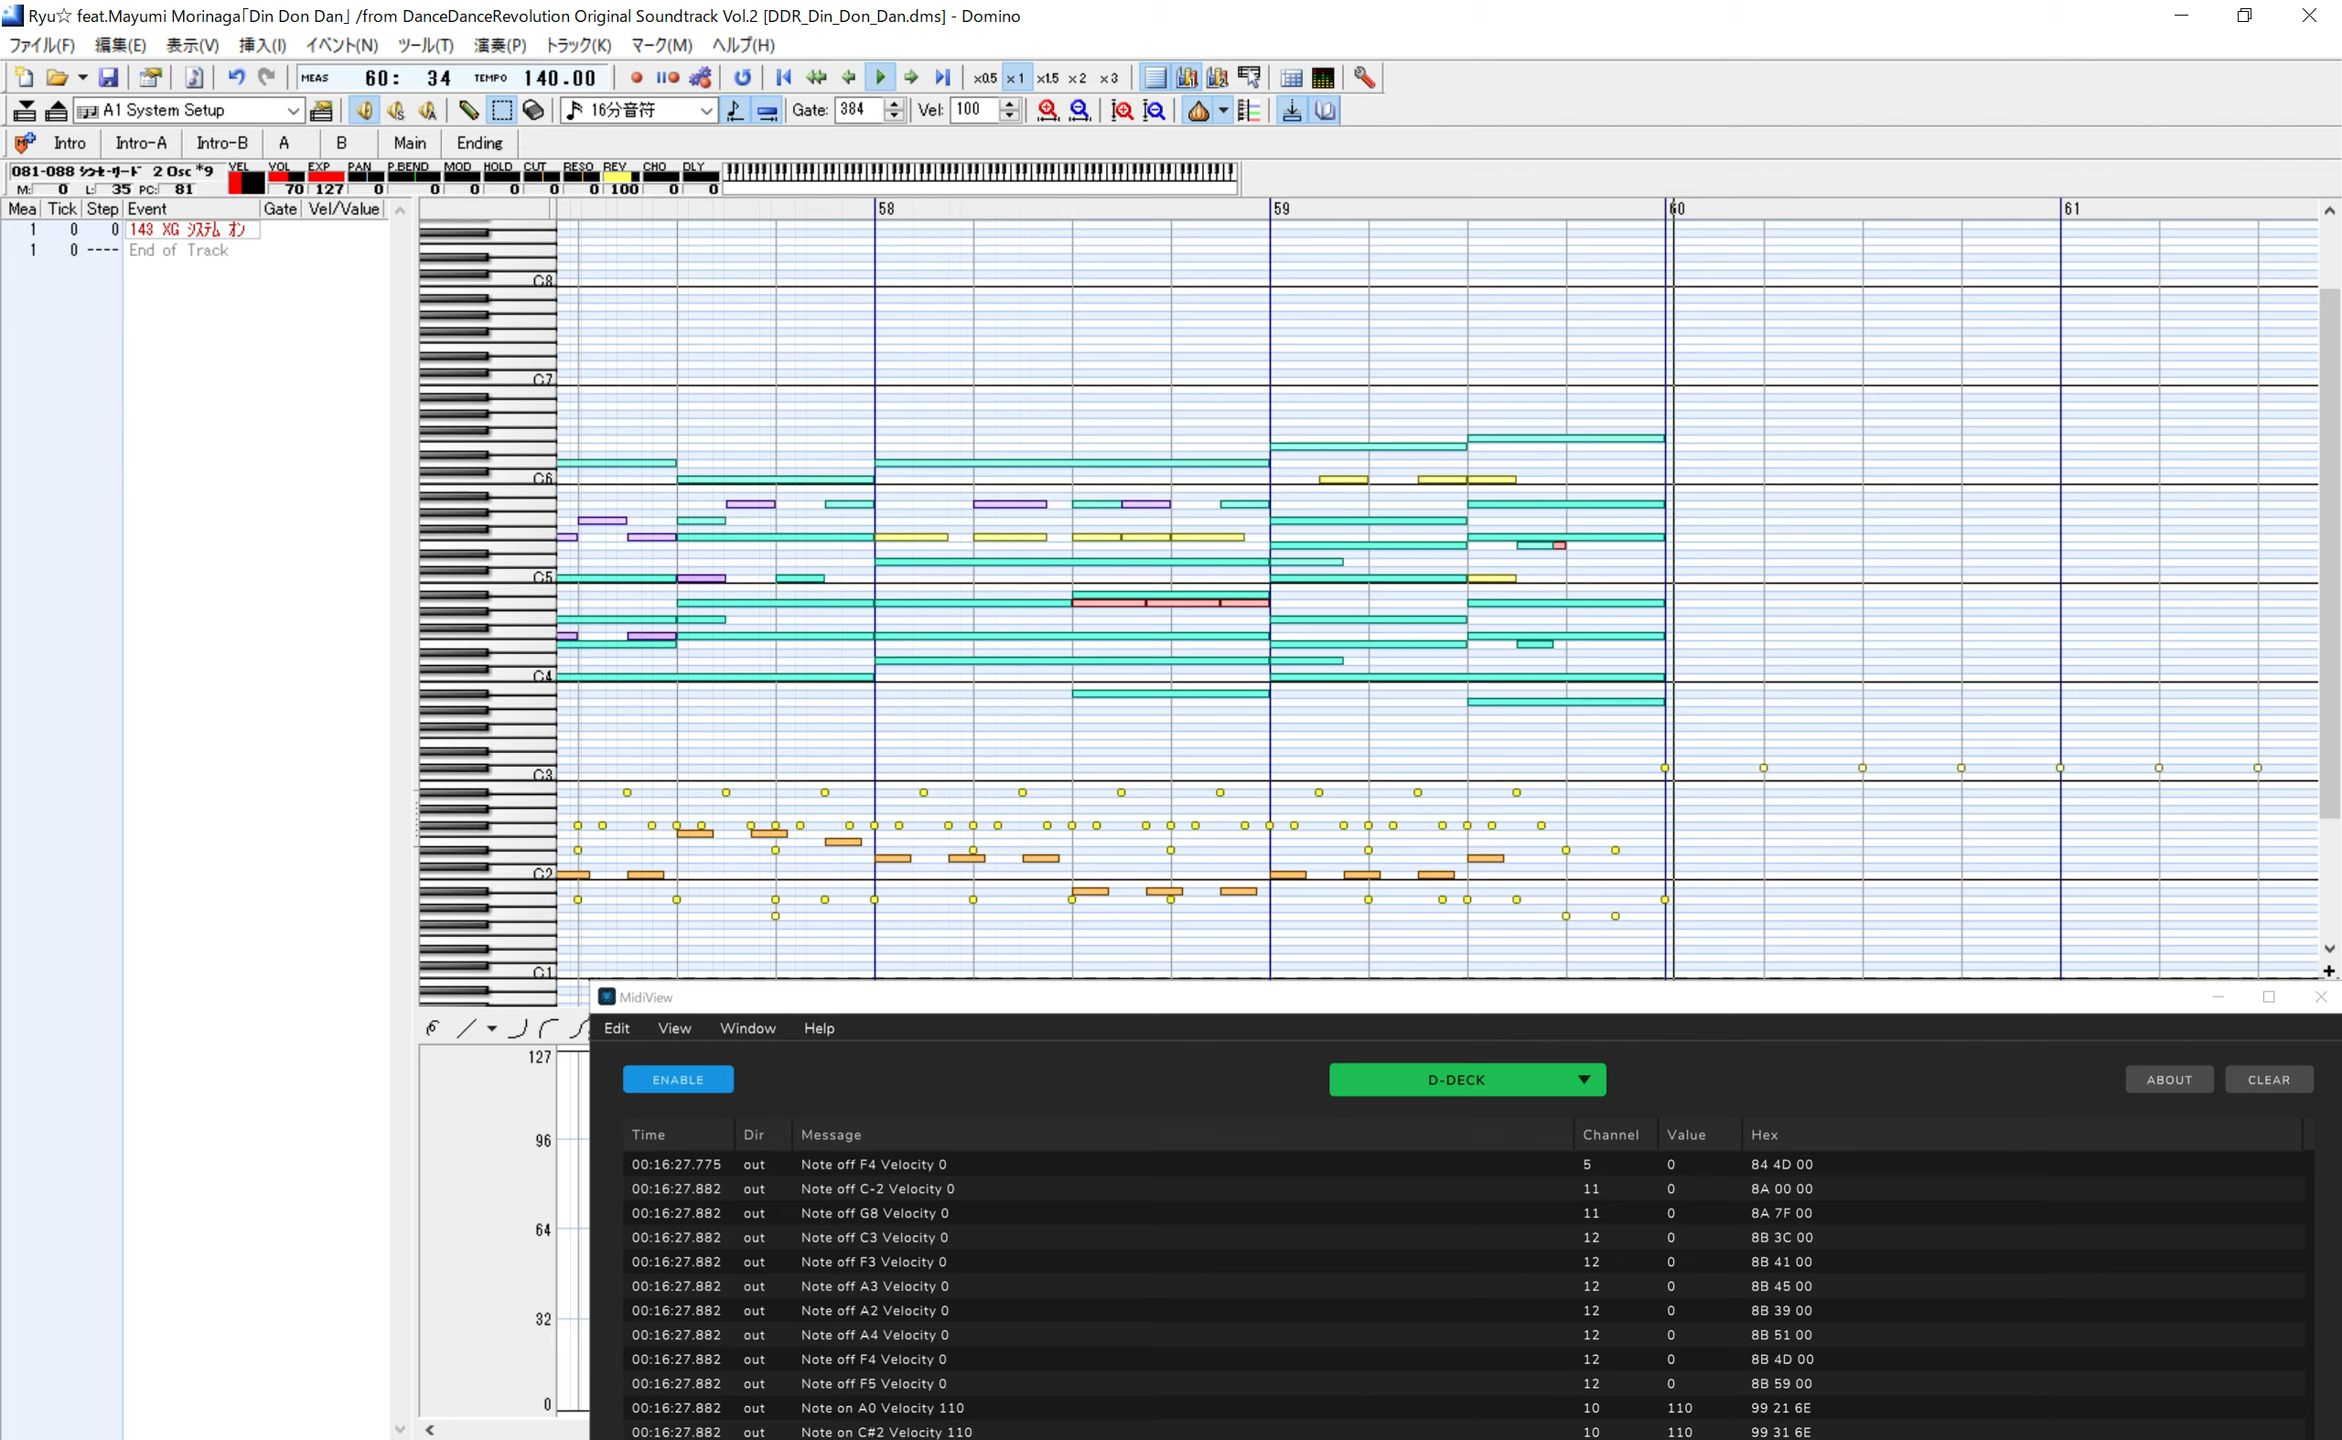 Ryu☆ feat.Mayumi Morinaga「Din Don Dan」 /from DanceDanceRevolution Original Soundtrack Vol.2 [DDR_Din_Don_Dan.dms] - Domino
ファイル(F) 編集(E) 表示(V) 挿入(I) イベント(N) ツール(T) 演奏(P) トラック(K) マーク(M) ヘルプ(H)
MEAS 60: 34 TEMPO 140.00 x0.5 x1 x1.5 x2 x3
A1 System Setup 16分音符 Gate: 384 Vel: 100
Intro Intro-A Intro-B A B Main Ending
081-088 シンセ・リード 2 Osc *9 VEL VOL EXP PAN P.BEND MOD HOLD CUT RESO REV CHO DLY
M: 0 L: 35 PC: 81 70 127 0 0 0 0 0 0 100 0 0
Mea Tick Step Event Gate Vel/Value 58 59 60 61
1 0 0 143 XG システム オン
1 0 ---- End of Track
C8
C7
C6
C5
C4
C3
C2
C1
MidiView
Edit View Window Help
127
96
64
32
0
ENABLE D-DECK ABOUT CLEAR
Time Dir Message Channel Value Hex
00:16:27.775 out Note off F4 Velocity 0 5 0 84 4D 00
00:16:27.882 out Note off C-2 Velocity 0 11 0 8A 00 00
00:16:27.882 out Note off G8 Velocity 0 11 0 8A 7F 00
00:16:27.882 out Note off C3 Velocity 0 12 0 8B 3C 00
00:16:27.882 out Note off F3 Velocity 0 12 0 8B 41 00
00:16:27.882 out Note off A3 Velocity 0 12 0 8B 45 00
00:16:27.882 out Note off A2 Velocity 0 12 0 8B 39 00
00:16:27.882 out Note off A4 Velocity 0 12 0 8B 51 00
00:16:27.882 out Note off F4 Velocity 0 12 0 8B 4D 00
00:16:27.882 out Note off F5 Velocity 0 12 0 8B 59 00
00:16:27.882 out Note on A0 Velocity 110 10 110 99 21 6E
00:16:27.882 out Note on C#2 Velocity 110 10 110 99 31 6E